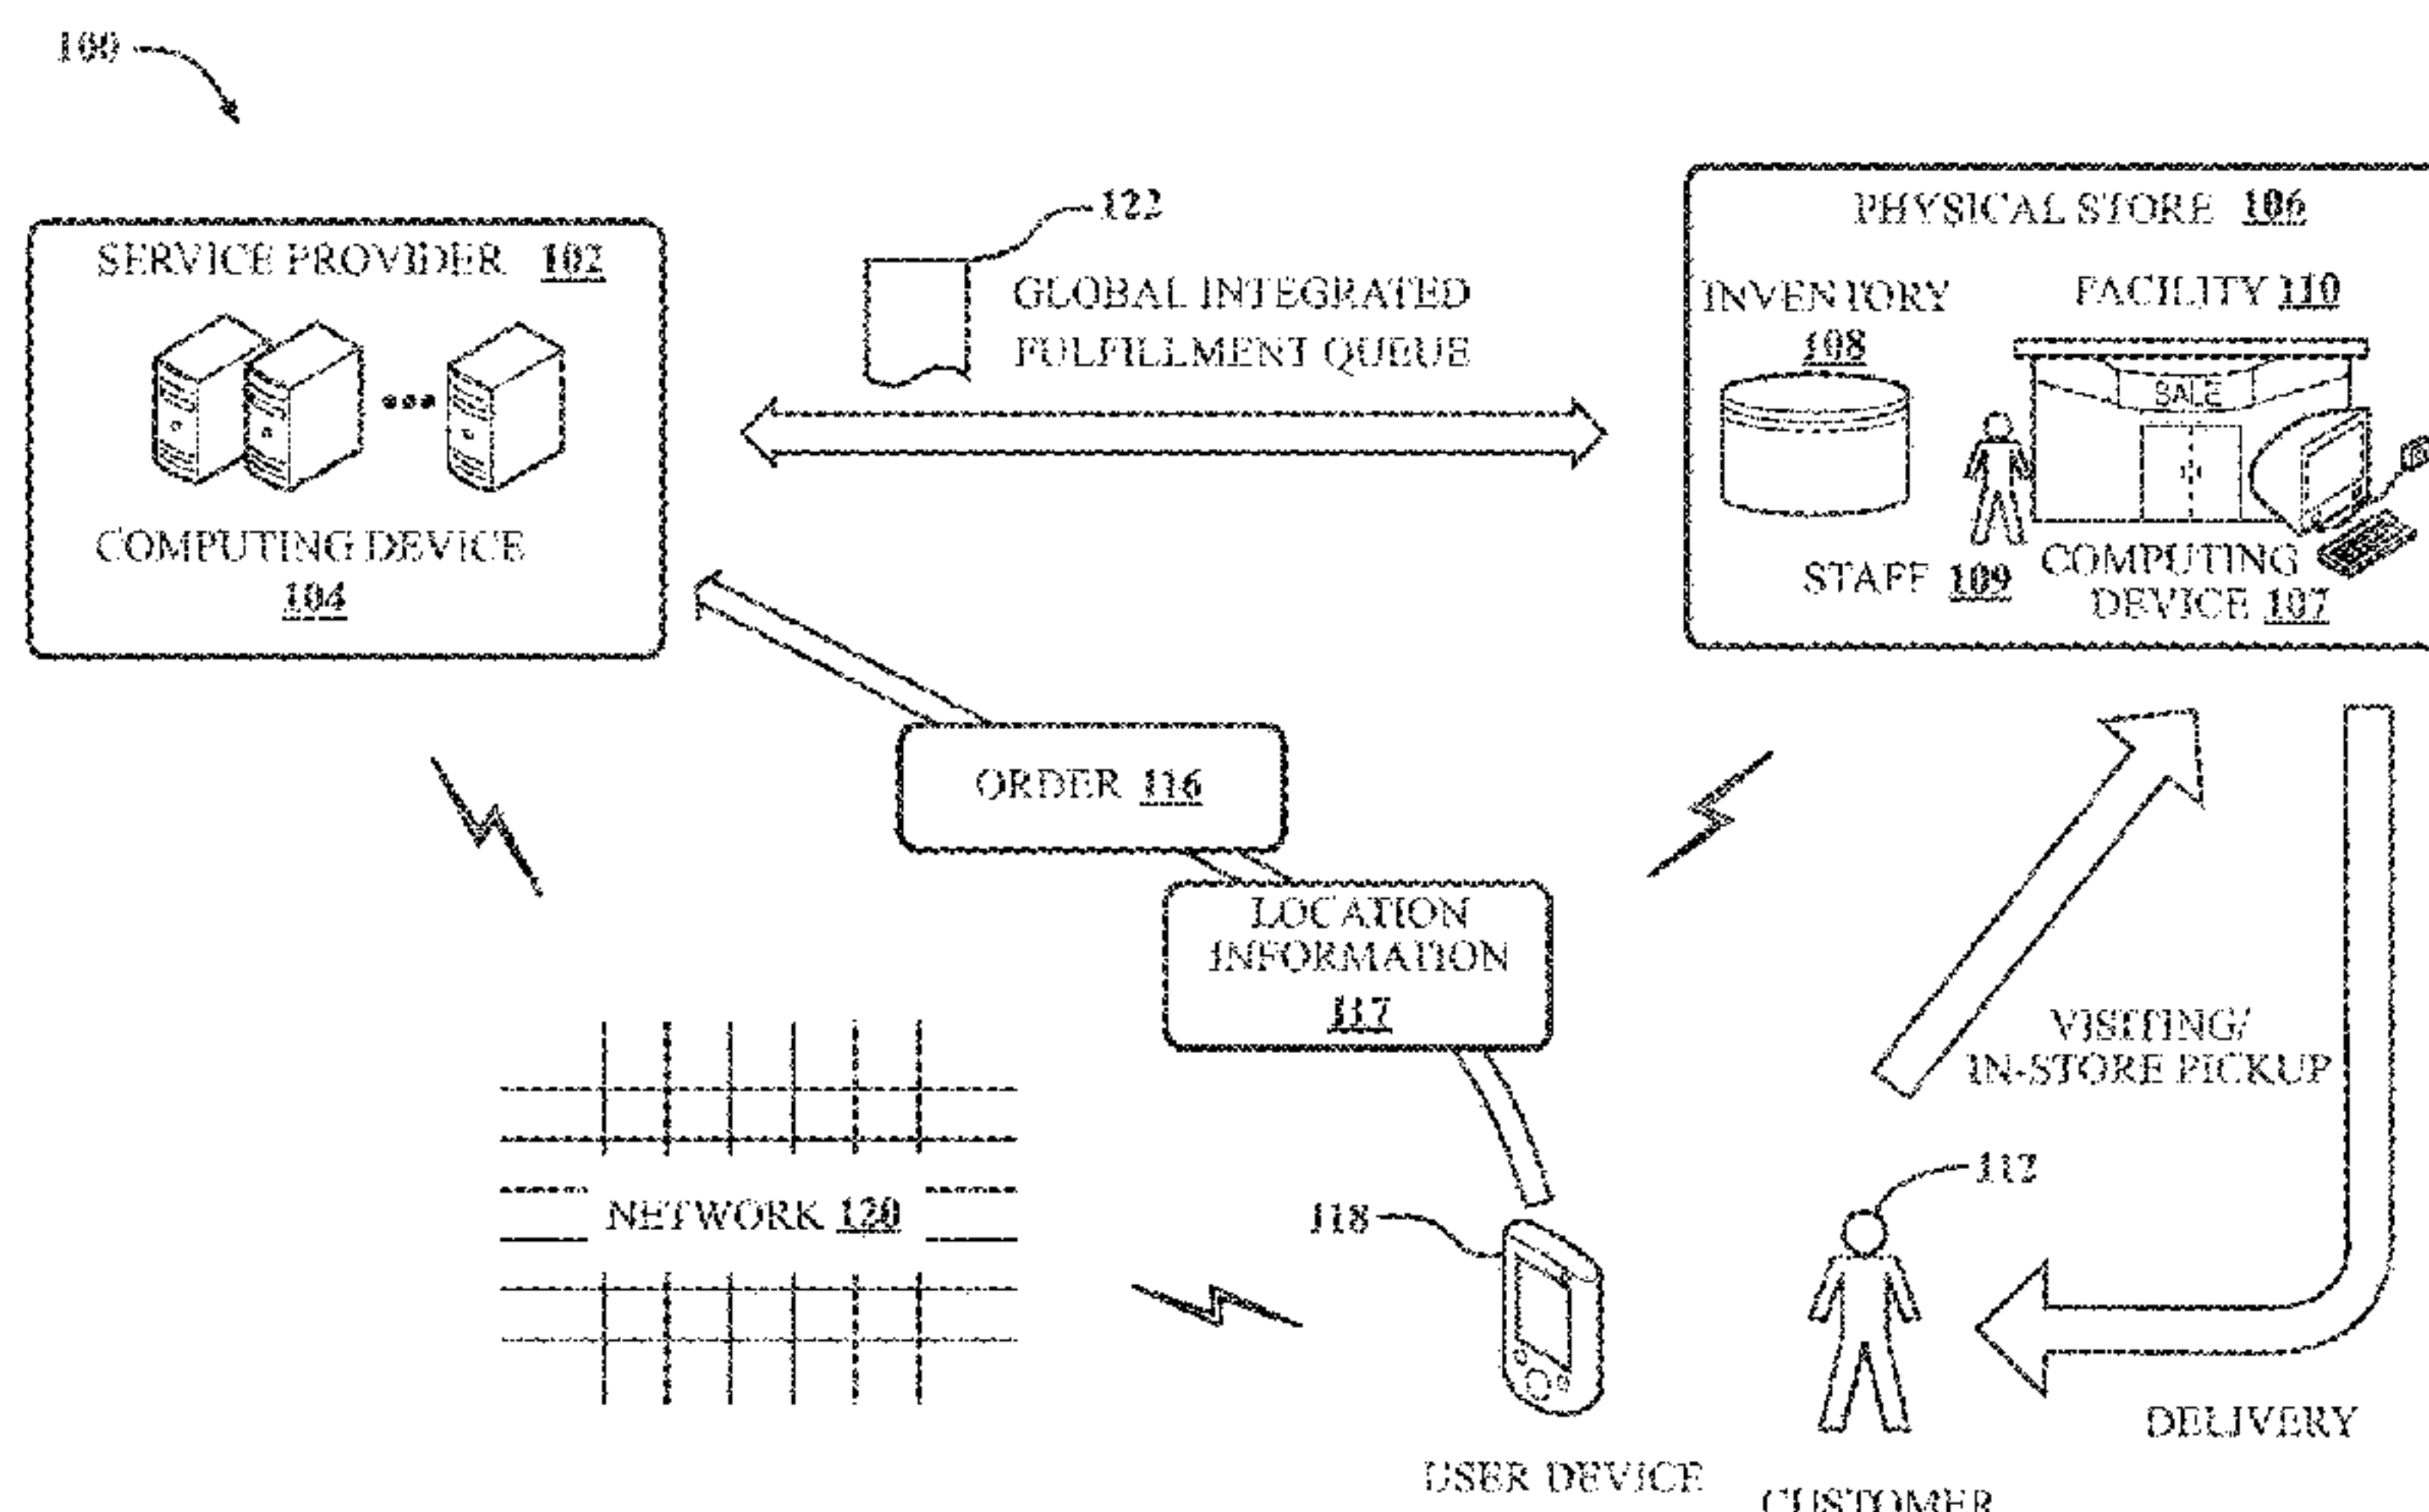 100
122
SERVICE PROVIDER 102
COMPUTING DEVICE
104
GLOBAL INTEGRATED
FULFILLMENT QUEUE
PHYSICAL STORE 106
INVENTORY
108
FACILITY 110
SALE
STAFF 109
COMPUTING
DEVICE 107
ORDER 116
LOCATION
INFORMATION
117
VISITING/
IN-STORE PICKUP
NETWORK 120
118
112
DELIVERY
USER DEVICE
CUSTOMER